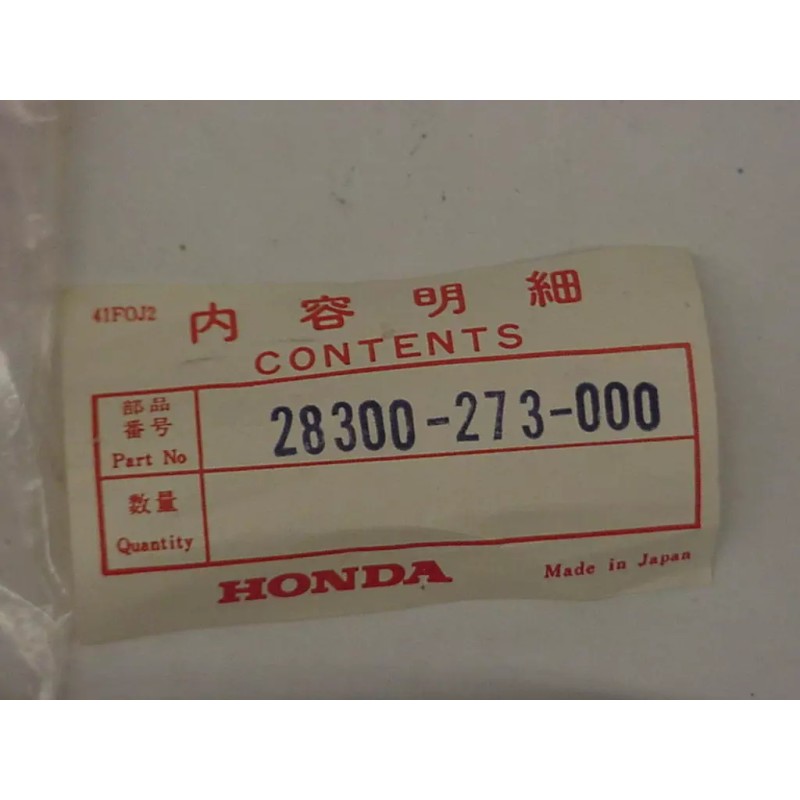 41FOJ2
内容明細
CONTENTS
部品
番号
Part No
28300-273-000
数量
Quantity
HONDA
Made in Japan